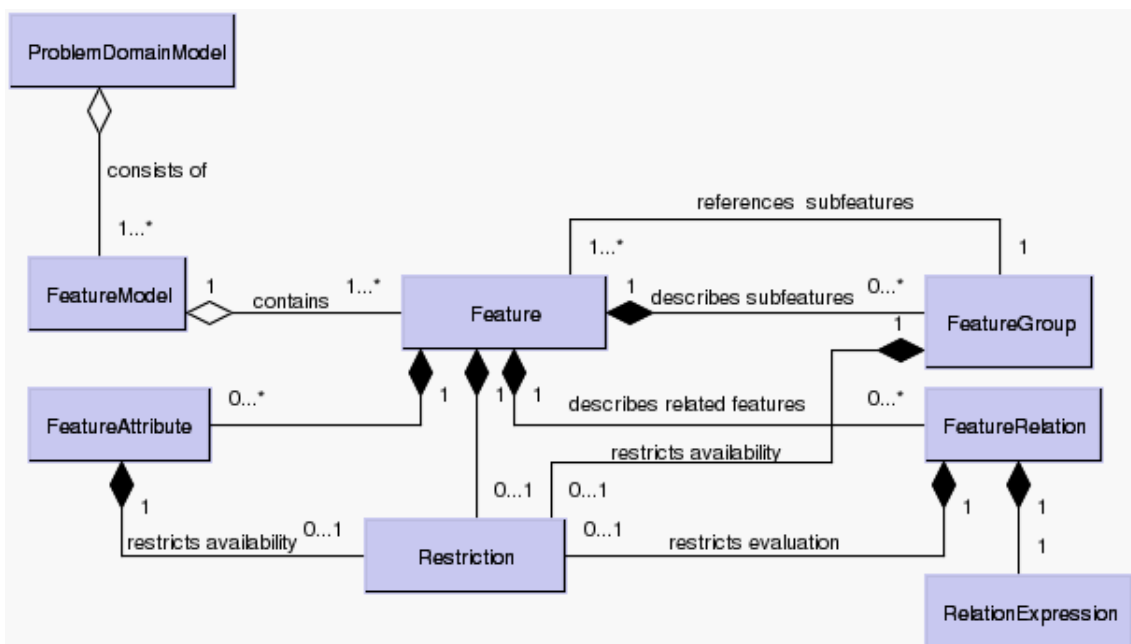 ProblemDomainModel
consists of
references subfeatures
1...*
1...*
1
FeatureModel
1
contains
1...*
Feature
1
describes subfeatures
0...*
FeatureGroup
1
FeatureAttribute
0...*
1
1
1
describes related features
0...*
FeatureRelation
restricts availability
1
restricts availability
0...1
0...1
0...1
Restriction
0...1
restricts evaluation
1
1
1
RelationExpression